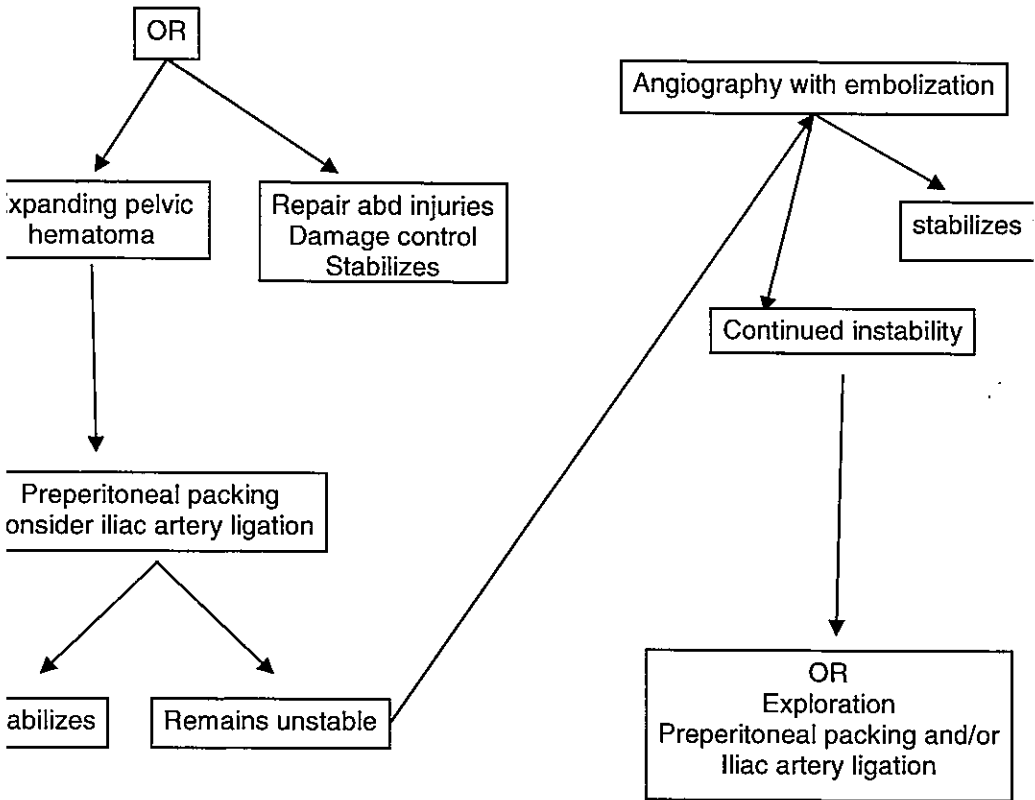 OR
Angiography with embolization
xpanding pelvic
hematoma
Repair abd injuries
Damage control
Stabilizes
stabilizes
Continued instability
Preperitoneal packing
onsider iliac artery ligation
abilizes
Remains unstable
OR
Exploration
Preperitoneal packing and/or
Iliac artery ligation